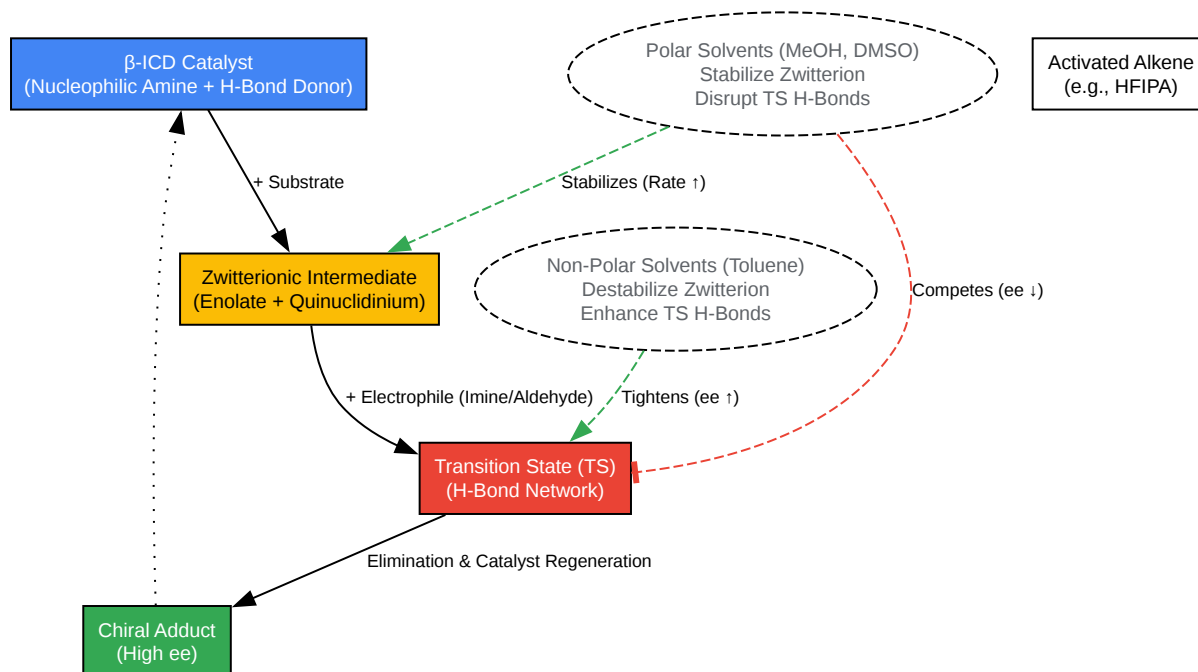 β-ICD Catalyst
(Nucleophilic Amine + H-Bond Donor)
Polar Solvents (MeOH, DMSO)
Stabilize Zwitterion
Disrupt TS H-Bonds
Activated Alkene
(e.g., HFIPA)
+ Substrate
Stabilizes (Rate ↑)
Zwitterionic Intermediate
(Enolate + Quinuclidinium)
Non-Polar Solvents (Toluene)
Destabilize Zwitterion
Enhance TS H-Bonds
Competes (ee ↓)
+ Electrophile (Imine/Aldehyde)
Tightens (ee ↑)
Transition State (TS)
(H-Bond Network)
Elimination & Catalyst Regeneration
Chiral Adduct
(High ee)